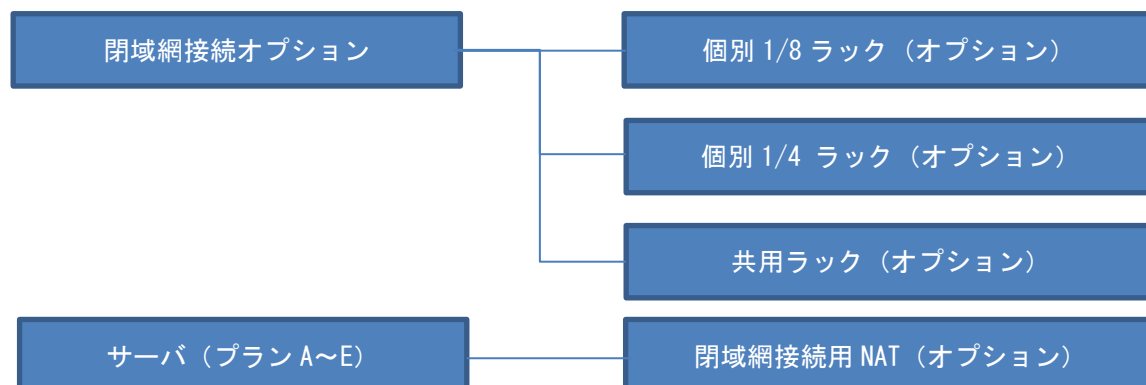 閉域網接続オプション
個別 1/8 ラック（オプション）
個別 1/4 ラック（オプション）
共用ラック（オプション）
サーバ（プラン A～E）
閉域網接続用 NAT（オプション）